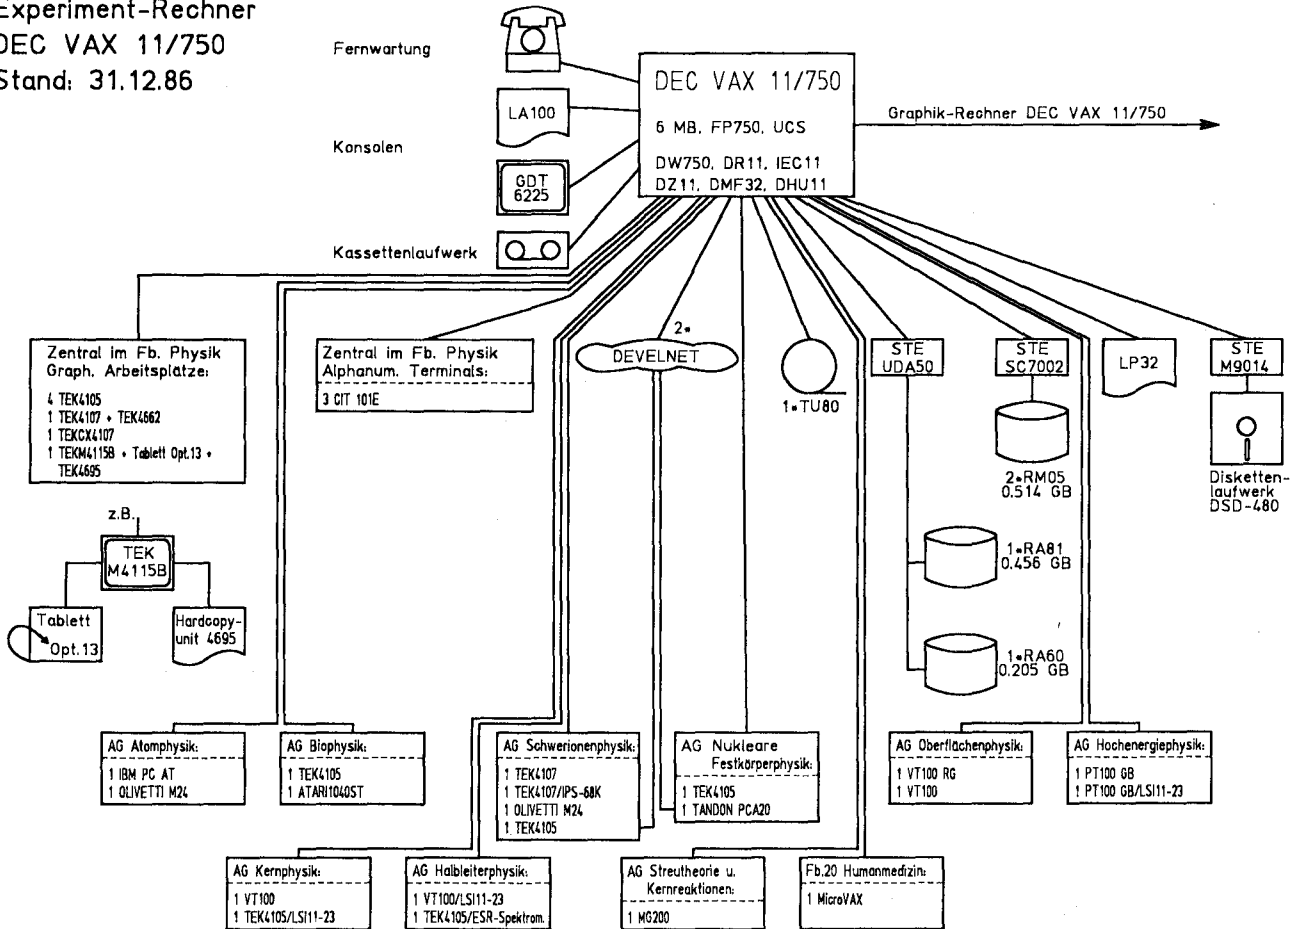 Experiment-Rechner
DEC VAX 11/750
Stand: 31.12.86
Fernwartung
LA100
Konsolen
GDT
6225
Kassettenlaufwerk
DEC VAX 11/750
6 MB, FP750, UCS
DW750, DR11, IEC11
DZ11, DMF32, DHU11
Graphik-Rechner DEC VAX 11/750
Zentral im Fb. Physik
Graph. Arbeitsplätze:
4 TEK4105
1 TEK4107 + TEK4662
1 TEKCX4107
1 TEKM4115B + Tablett Opt.13 +
TEK4695
z.B.
TEK
M4115B
Tablett
Opt.13
Hardcopy-
unit 4695
Zentral im Fb. Physik
Alphanum. Terminals:
3 CIT 101E
2*
DEVELNET
1*TU80
STE
UDA50
STE
SC7002
LP32
STE
M9014
2*RM05
0.514 GB
Disketten-
laufwerk
DSD-480
1*RA81
0.456 GB
1*RA60
0.205 GB
AG Atomphysik:
1 IBM PC AT
1 OLIVETTI M24
AG Biophysik:
1 TEK4105
1 ATARI1040ST
AG Schwerionenphysik:
1 TEK4107
1 TEK4107/IPS-68K
1 OLIVETTI M24
1 TEK4105
AG Nukleare
Festkörperphysik:
1 TEK4105
1 TANDON PCA20
AG Oberflächenphysik:
1 VT100 RG
1 VT100
AG Hochenergiephysik:
1 PT100 GB
1 PT100 GB/LSI11-23
AG Kernphysik:
1 VT100
1 TEK4105/LSI11-23
AG Halbleiterphysik:
1 VT100/LSI11-23
1 TEK4105/ESR-Spektrom.
AG Streutheorie u.
Kernreaktionen:
1 MG200
Fb.20 Humanmedizin:
1 MicroVAX